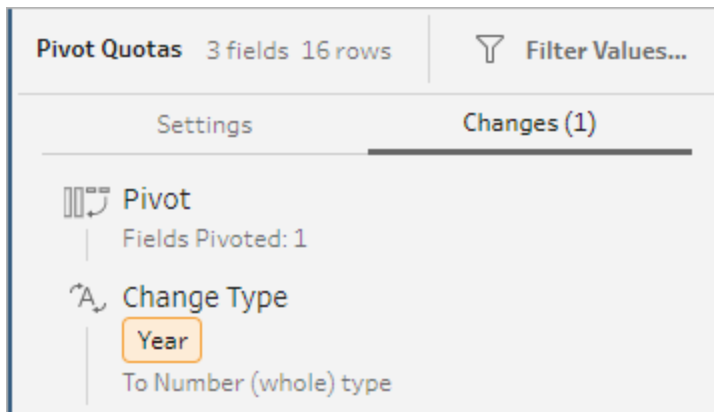 Pivot Quotas 3 fields 16 rows Filter Values...
Settings Changes (1)
Pivot
Fields Pivoted: 1
Change Type
Year
To Number (whole) type